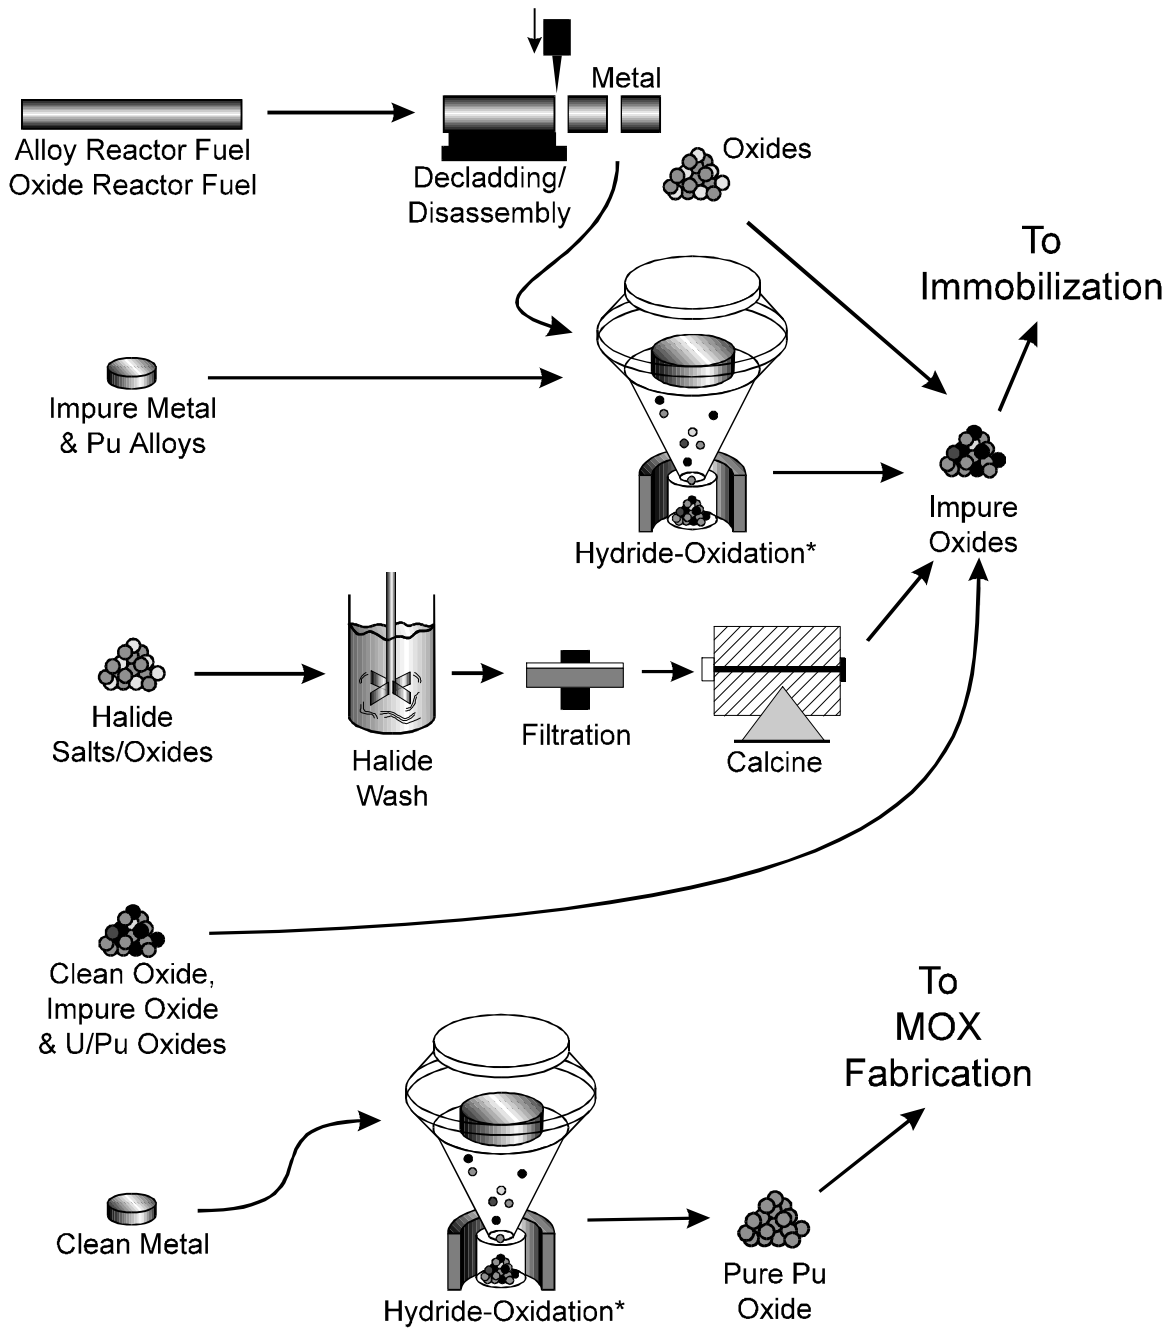 Metal
Alloy Reactor Fuel
Oxide Reactor Fuel
Decladding/
Disassembly
Oxides
To
Immobilization
Impure Metal
& Pu Alloys
Hydride-Oxidation*
Impure
Oxides
Halide
Salts/Oxides
Halide
Wash
Filtration
Calcine
Clean Oxide,
Impure Oxide
& U/Pu Oxides
To
MOX
Fabrication
Clean Metal
Hydride-Oxidation*
Pure Pu
Oxide